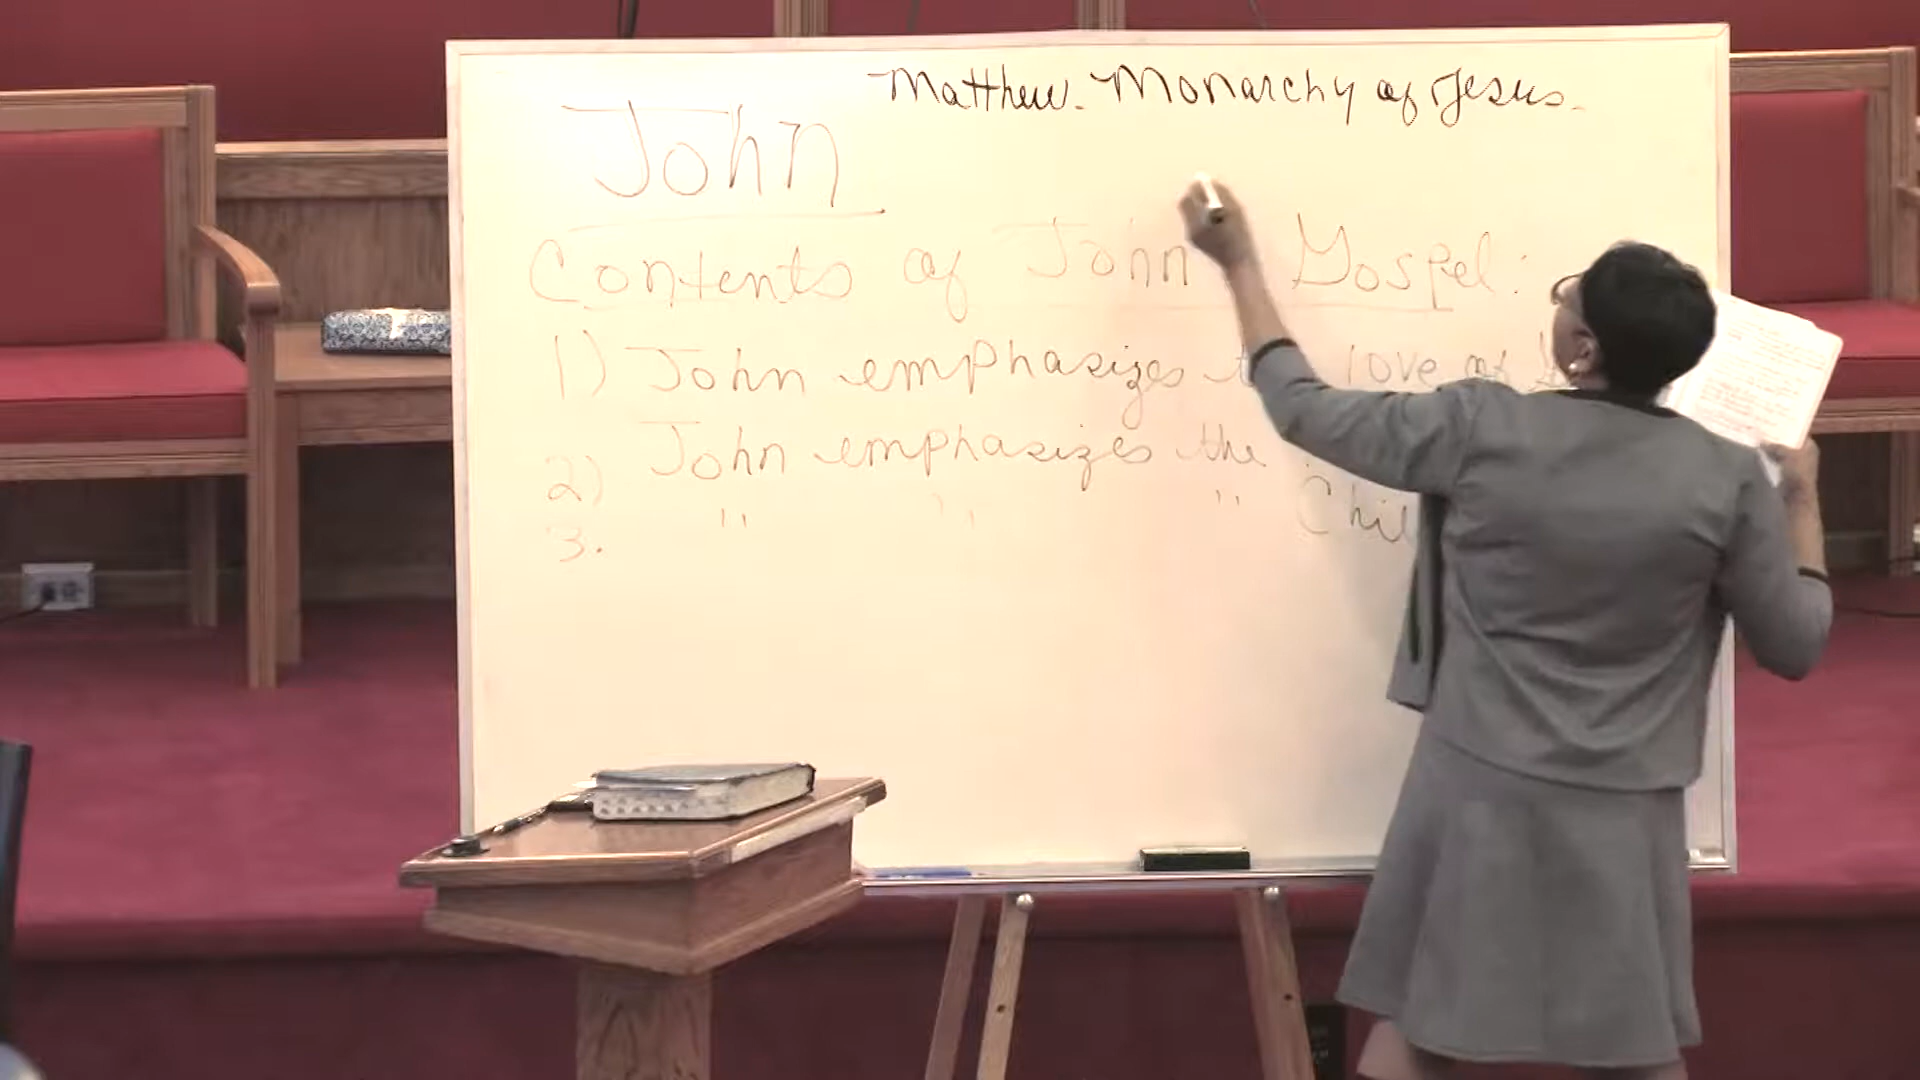 Matthew - Monarchy of Jesus.
John
Contents of John Gospel:
1) John emphasizes love of
2) John emphasizes the
3. " " " Chil